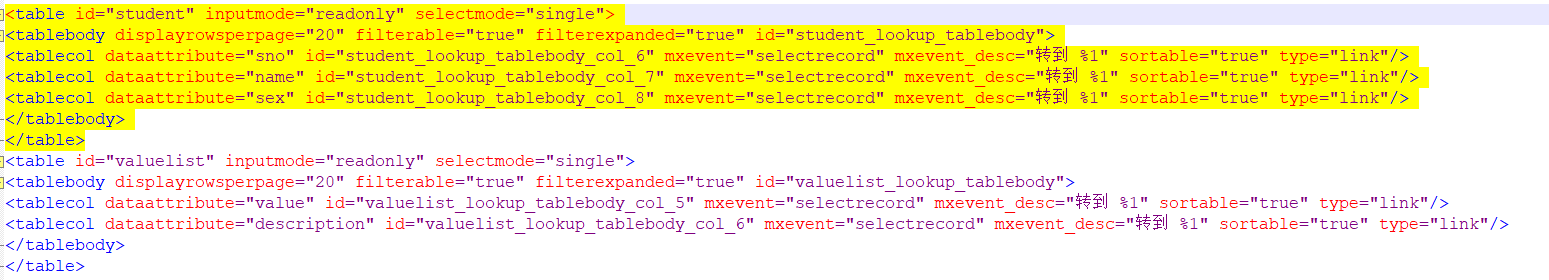 <table id="student" inputmode="readonly" selectmode="single">
<tablebody displayrowsperpage="20" filterable="true" filterexpanded="true" id="student_lookup_tablebody">
<tablecol dataattribute="sno" id="student_lookup_tablebody_col_6" mxevent="selectrecord" mxevent_desc="转到 %1" sortable="true" type="link"/>
<tablecol dataattribute="name" id="student_lookup_tablebody_col_7" mxevent="selectrecord" mxevent_desc="转到 %1" sortable="true" type="link"/>
<tablecol dataattribute="sex" id="student_lookup_tablebody_col_8" mxevent="selectrecord" mxevent_desc="转到 %1" sortable="true" type="link"/>
</tablebody>
</table>
<table id="valuelist" inputmode="readonly" selectmode="single">
<tablebody displayrowsperpage="20" filterable="true" filterexpanded="true" id="valuelist_lookup_tablebody">
<tablecol dataattribute="value" id="valuelist_lookup_tablebody_col_5" mxevent="selectrecord" mxevent_desc="转到 %1" sortable="true" type="link"/>
<tablecol dataattribute="description" id="valuelist_lookup_tablebody_col_6" mxevent="selectrecord" mxevent_desc="转到 %1" sortable="true" type="link"/>
</tablebody>
</table>